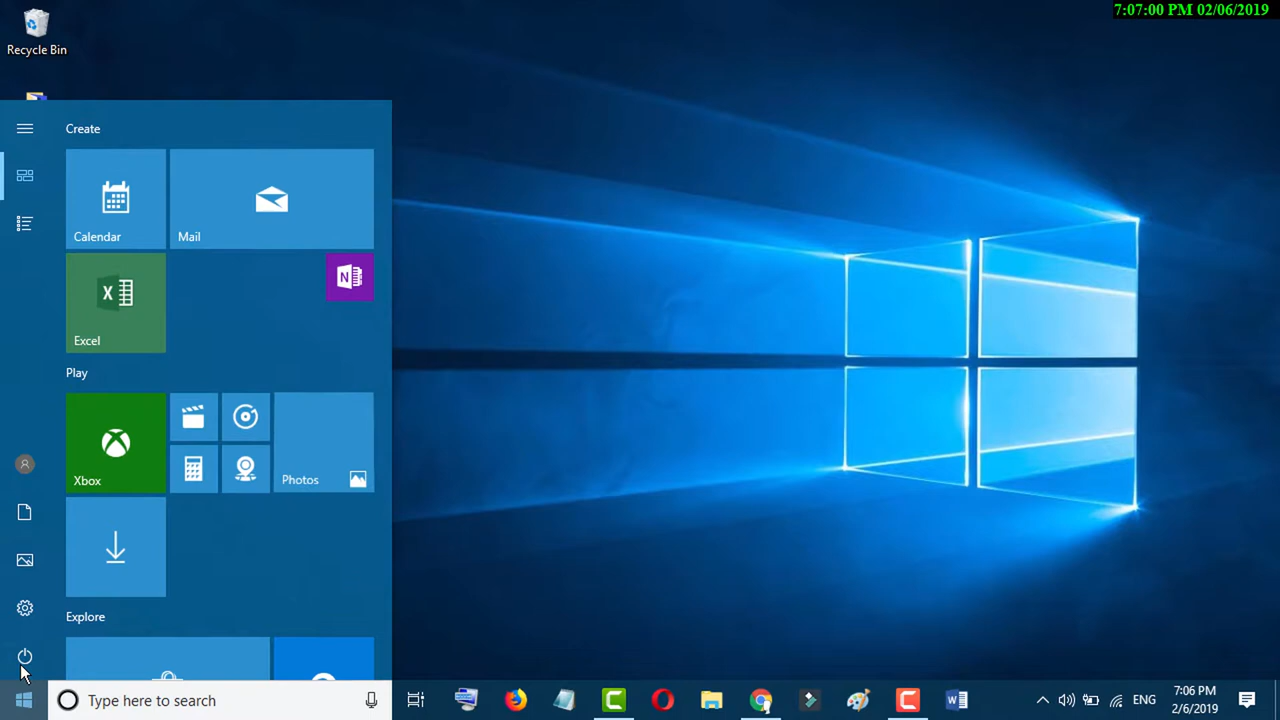 7:07:00 PM 02/06/2019
Recycle Bin
Create
Calendar
Mail
Excel
N
X
Play
Xbox
Photos
Explore
Type here to search
ENG
7:06 PM
2/6/2019